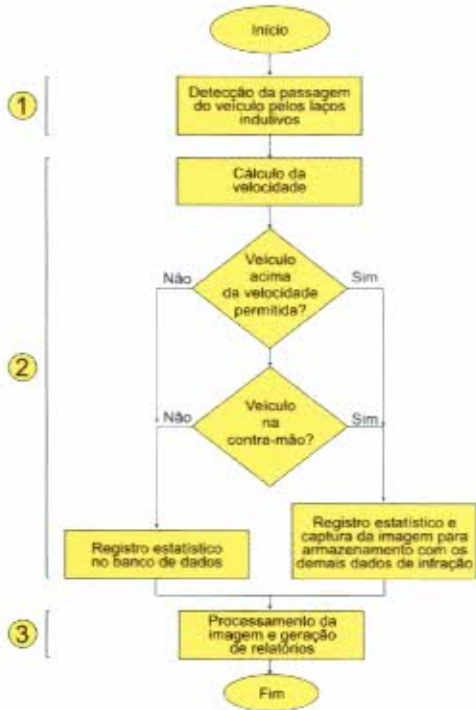 Início
1
Detecção da passagem
do veículo pelos laços
indutivos
Cálculo da
velocidade
Não
Veículo
acima
da velocidade
permitida?
Sim
2
Não
Veículo
na
contra-mão?
Sim
Registro estatístico
no banco de dados
Registro estatístico e
captura da imagem para
armazenamento com os
demais dados de infração
3
Processamento da
imagem e geração
de relatórios
Fim